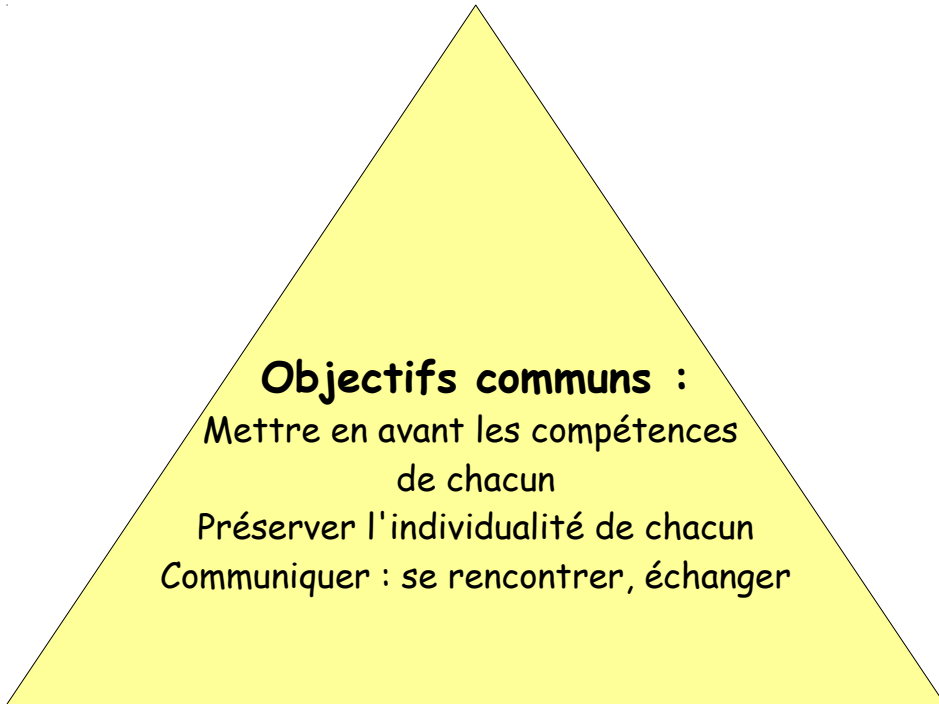 Objectifs communs :
Mettre en avant les compétences
de chacun
Préserver l'individualité de chacun
Communiquer : se rencontrer, échanger